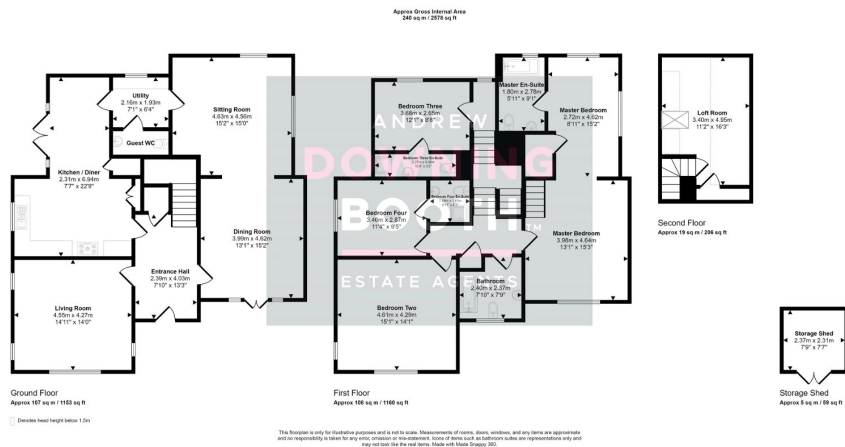 Approx Gross Internal Area
240 sq m / 2578 sq ft
Utility
2.16m x 1.93m
7'1" x 6'4"
Guest WC
Sitting Room
4.63m x 4.56m
15'2" x 15'0"
Kitchen / Diner
2.31m x 6.94m
7'7" x 22'9"
Dining Room
3.99m x 4.62m
13'1" x 15'2"
Entrance Hall
2.39m x 4.03m
7'10" x 13'3"
Living Room
4.55m x 4.27m
14'11" x 14'0"
Ground Floor
Approx 107 sq m / 1153 sq ft
Denotes head height below 1.5m
Bedroom Three
3.68m x 2.65m
12'1" x 8'8"
Bedroom Three En-Suite
Master En-Suite
1.80m x 2.78m
5'11" x 9'1"
Master Bedroom
2.72m x 4.62m
8'11" x 15'2"
Bedroom Four
3.46m x 2.87m
11'4" x 9'5"
Bedroom Four En-Suite
Master Bedroom
3.98m x 4.64m
13'1" x 15'3"
Bathroom
2.40m x 2.37m
7'10" x 7'9"
Bedroom Two
4.61m x 4.29m
15'1" x 14'1"
First Floor
Approx 108 sq m / 1160 sq ft
ANDREW
DOWNING
BOOTH™
ESTATE AGENTS
Loft Room
3.40m x 4.95m
11'2" x 16'3"
Second Floor
Approx 19 sq m / 206 sq ft
Storage Shed
2.37m x 2.31m
7'9" x 7'7"
Storage Shed
Approx 5 sq m / 59 sq ft
This floorplan is only for illustrative purposes and is not to scale. Measurements of rooms, doors, windows, and any items are approximate
and no responsibility is taken for any error, omission or mis-statement. Icons of items such as bathroom suites are representations only and
may not look like the real items. Made with Made Snappy 360.